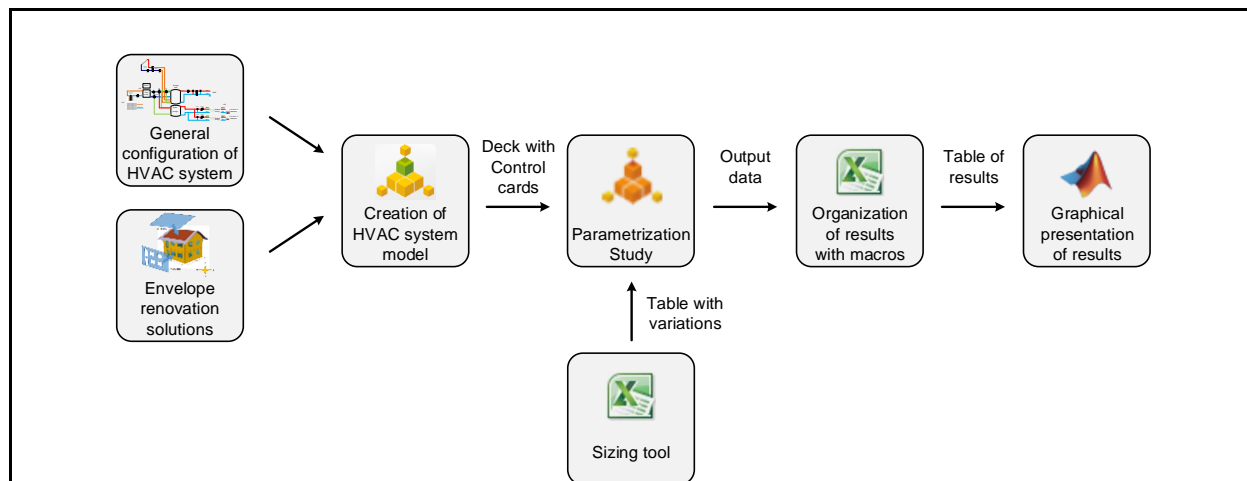 General
configuration of
HVAC system
Envelope
renovation
solutions
Creation of
HVAC system
model
Deck with
Control
cards
Parametrization
Study
Table with
variations
Sizing tool
Output
data
Organization
of results
with macros
Table of
results
Graphical
presentation
of results